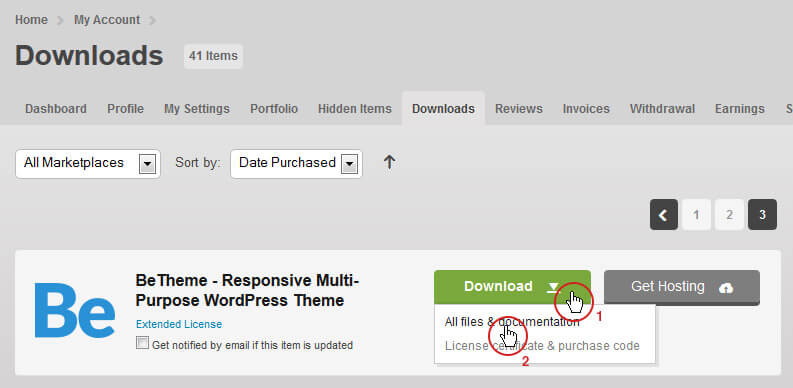 Home My Account
Downloads 41 Items
Dashboard Profile My Settings Portfolio Hidden Items Downloads Reviews Invoices Withdrawal Earnings S
All Marketplaces Sort by: Date Purchased
1 2 3
Be
BeTheme - Responsive Multi-
Purpose WordPress Theme
Extended License
Get notified by email if this item is updated
Download
Get Hosting
1
All files & documentation
License certificate & purchase code
2